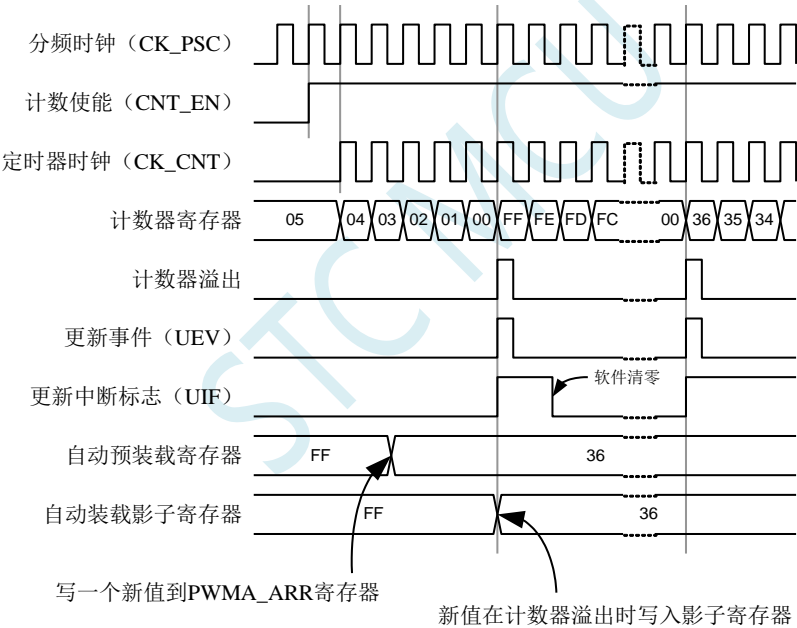 分频时钟（CK_PSC）
计数使能（CNT_EN）
定时器时钟（CK_CNT）
计数器寄存器 05 04 03 02 01 00 FF FE FD FC 00 36 35 34
计数器溢出
更新事件（UEV）
更新中断标志（UIF） 软件清零
自动预装载寄存器 FF 36
自动装载影子寄存器 FF 36
写一个新值到PWMA_ARR寄存器
新值在计数器溢出时写入影子寄存器
STC MCU